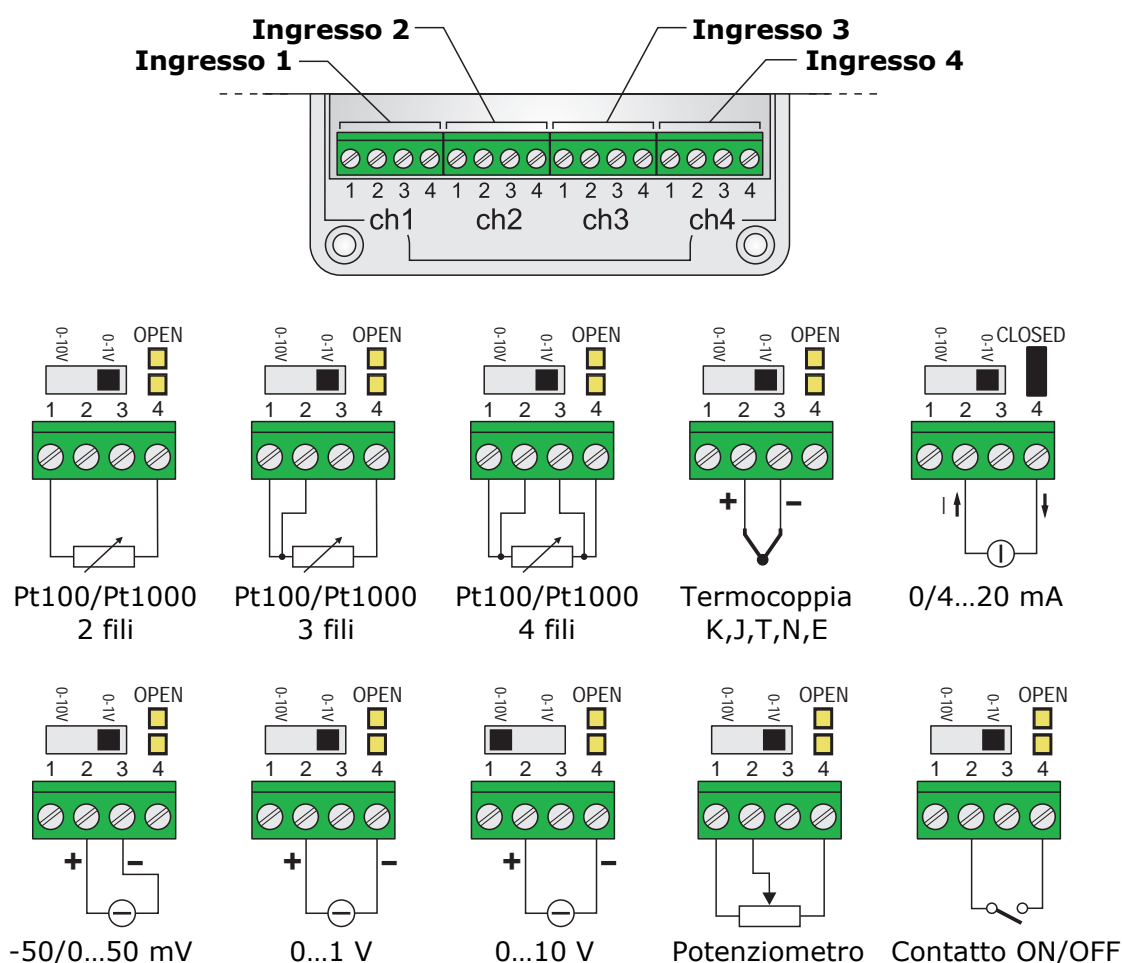 Ingresso 2 Ingresso 3
Ingresso 1 Ingresso 4
1 2 3 4 1 2 3 4 1 2 3 4 1 2 3 4
ch1 ch2 ch3 ch4
0-10V 0-1V OPEN 0-10V 0-1V OPEN 0-10V 0-1V OPEN 0-10V 0-1V OPEN 0-10V 0-1V CLOSED
1 2 3 4 1 2 3 4 1 2 3 4 1 2 3 4 1 2 3 4
+ - I
Pt100/Pt1000 Pt100/Pt1000 Pt100/Pt1000 Termocoppia 0/4...20 mA
2 fili 3 fili 4 fili K,J,T,N,E
0-10V 0-1V OPEN 0-10V 0-1V OPEN 0-10V 0-1V OPEN 0-10V 0-1V OPEN 0-10V 0-1V OPEN
1 2 3 4 1 2 3 4 1 2 3 4 1 2 3 4 1 2 3 4
+ - + - + -
-50/0...50 mV 0...1 V 0...10 V Potenziometro Contatto ON/OFF